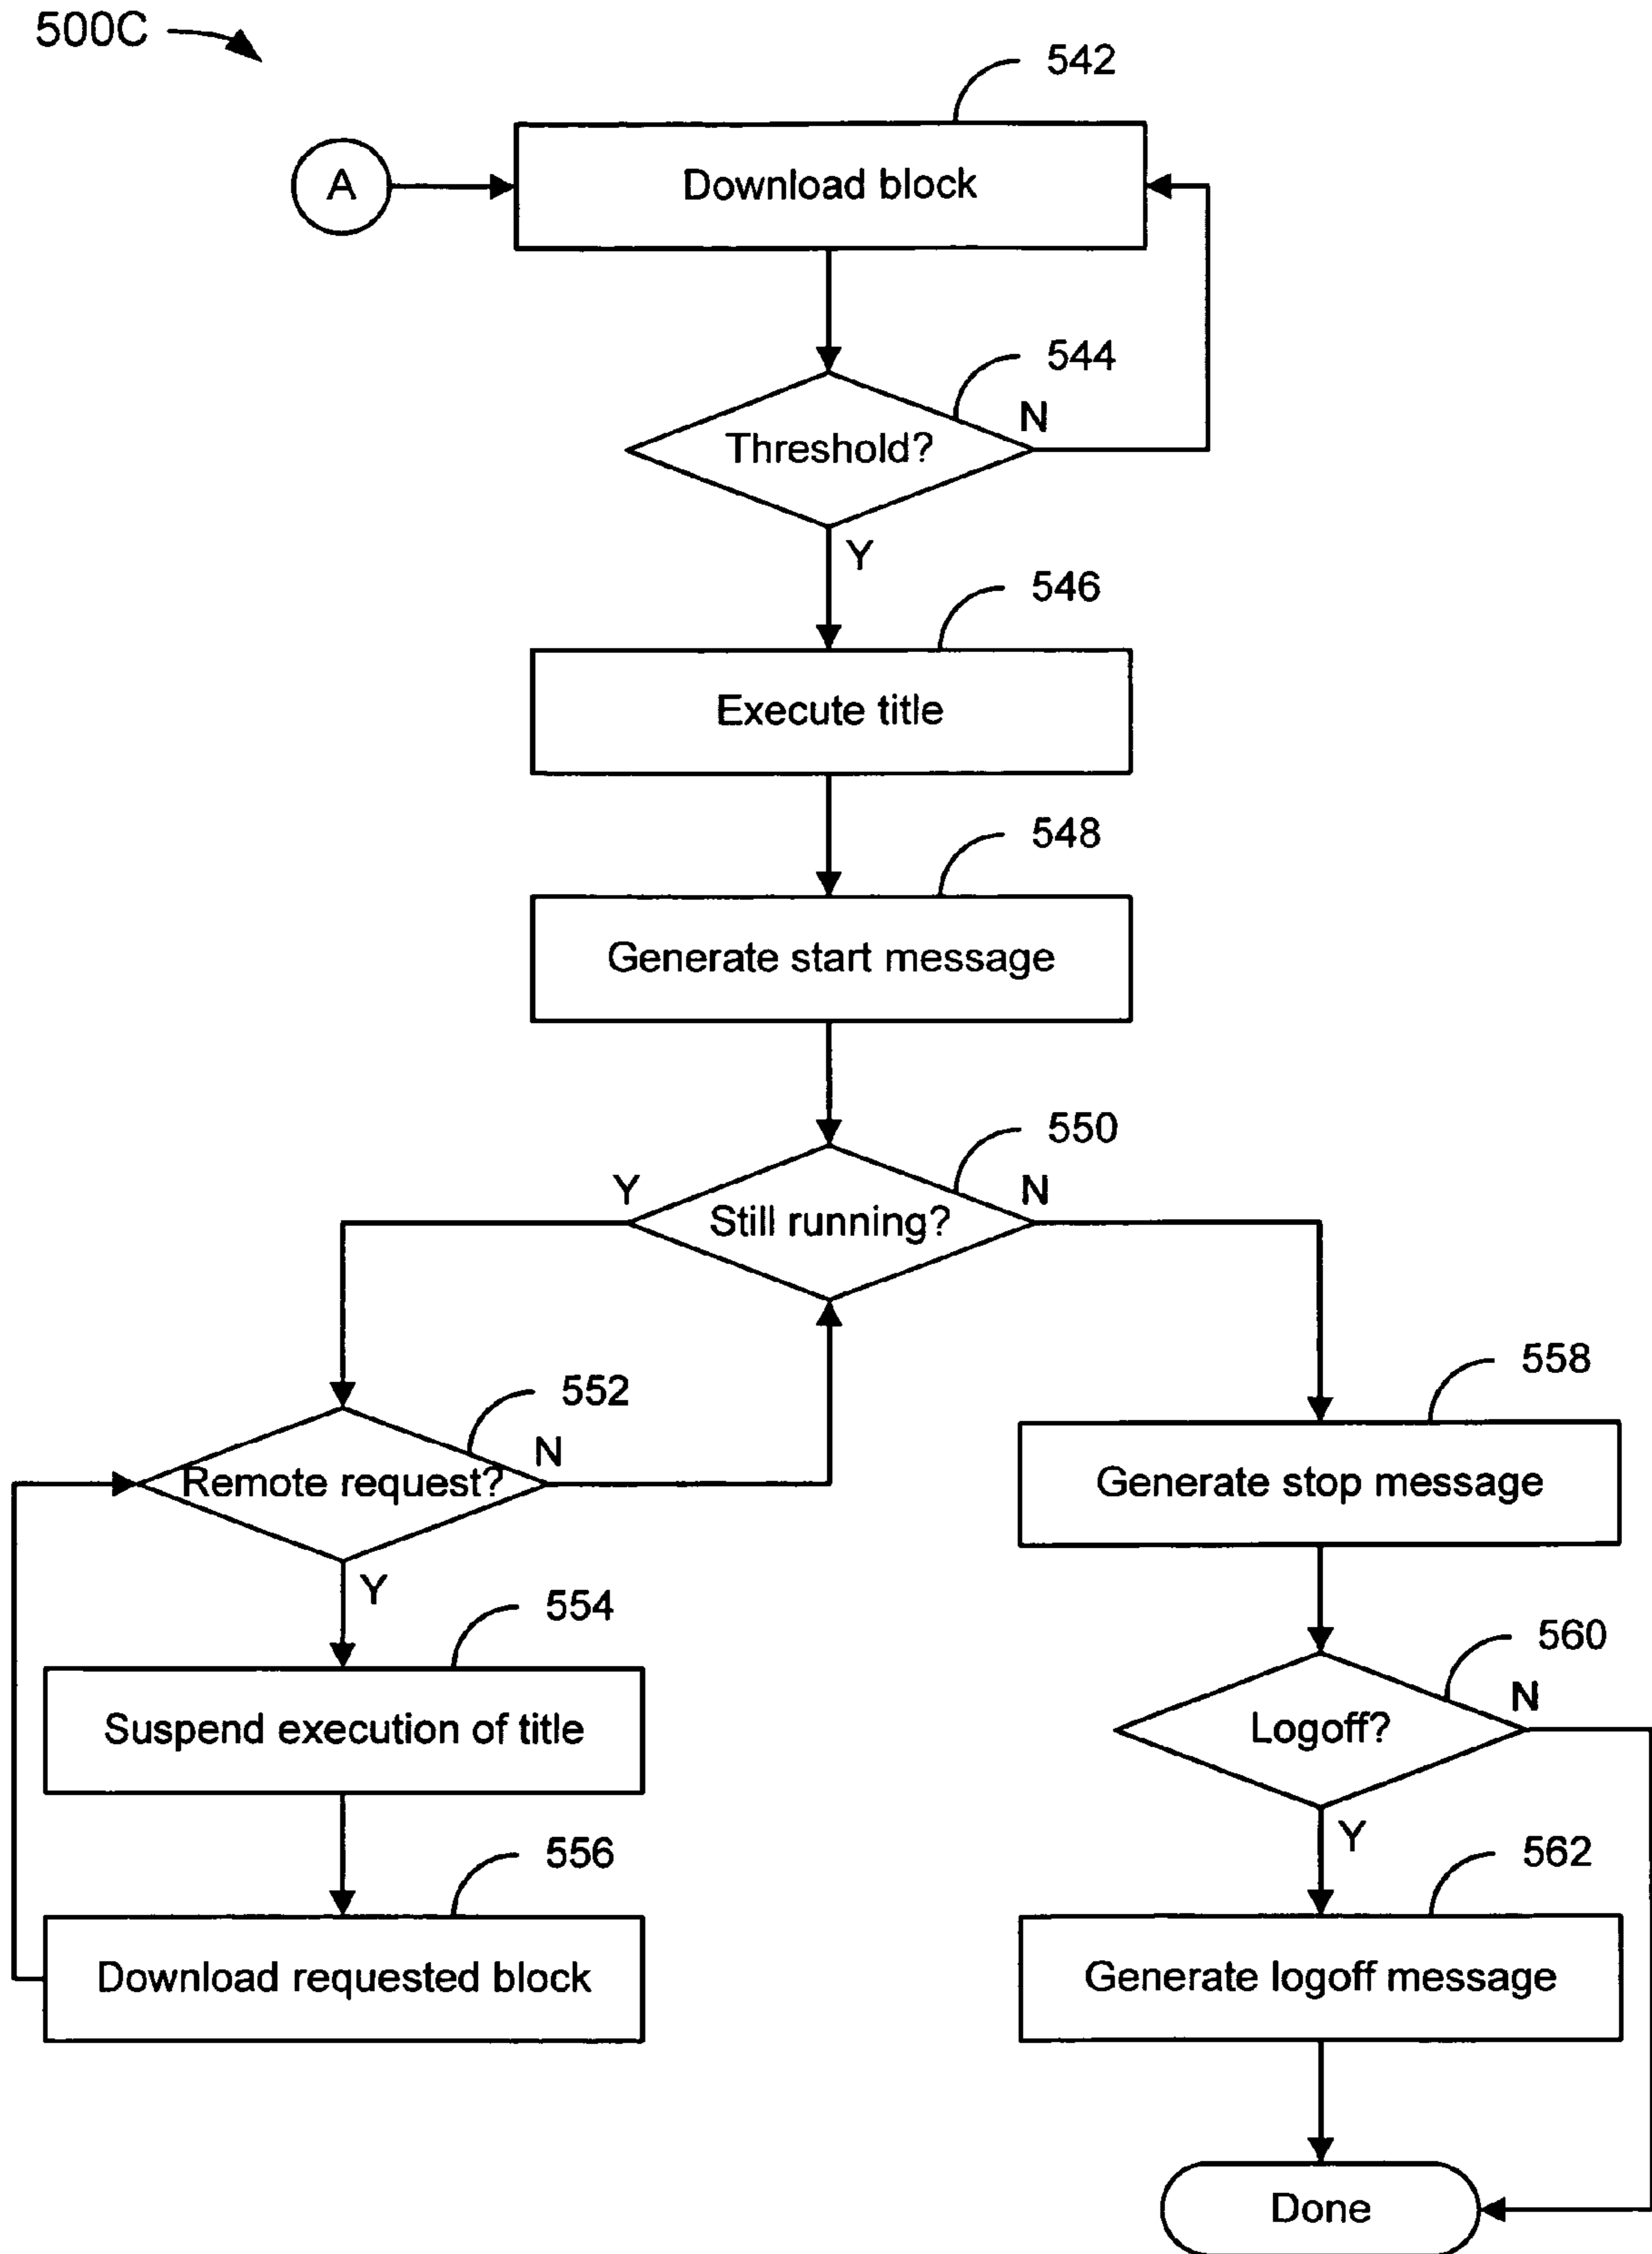 500C
542
A
Download block
544
Threshold?
N
Y
546
Execute title
548
Generate start message
550
Y
Still running?
N
552
Remote request?
N
Y
554
Suspend execution of title
556
Download requested block
558
Generate stop message
560
Logoff?
N
Y
562
Generate logoff message
Done